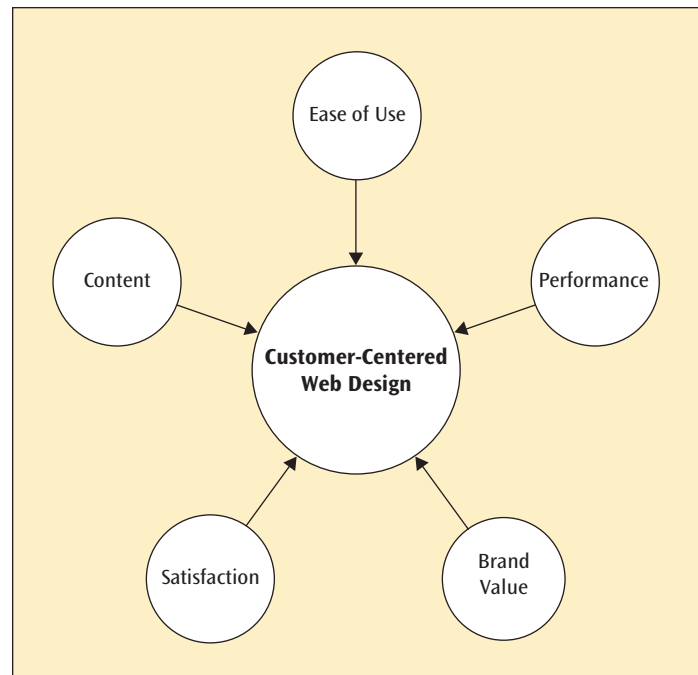 Ease of Use
Content
Performance
Customer-Centered
Web Design
Satisfaction
Brand
Value